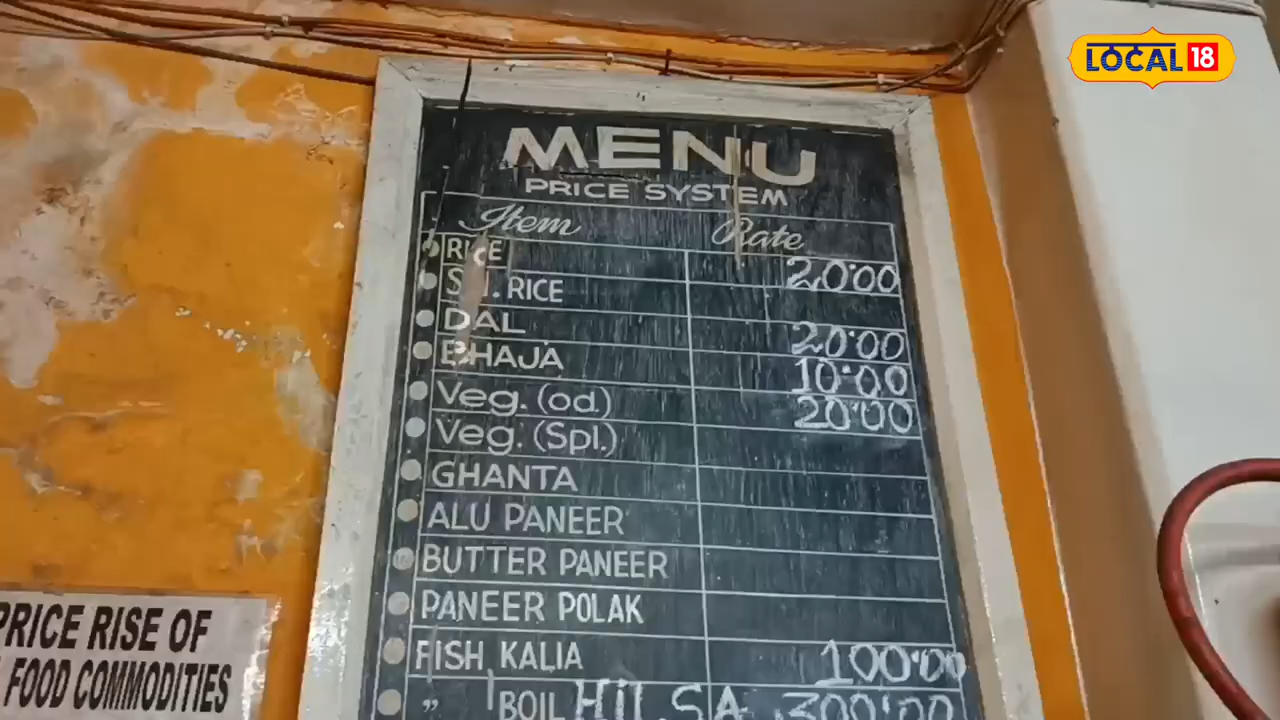 LOCAL 18
MENU
PRICE SYSTEM
Item Rate
RICE 20.00
RICE
DAL 20.00
BHAJA 10.00
Veg. (od.) 20.00
Veg. (Spl.)
GHANTA
ALU PANEER
BUTTER PANEER
PANEER POLAK
FISH KALIA 100.00
„ BOIL HILSA 300.00
PRICE RISE OF
FOOD COMMODITIES